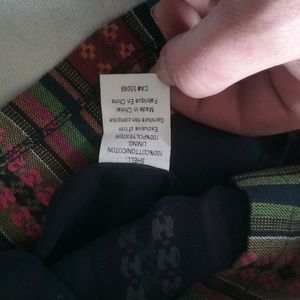 SHELL:
100%COTTON/COTON
LINING:
100%POLYESTER
Exclusive of trim
Garniture non comprise
Made in China/
Fabrique En Chine
CA# 55069